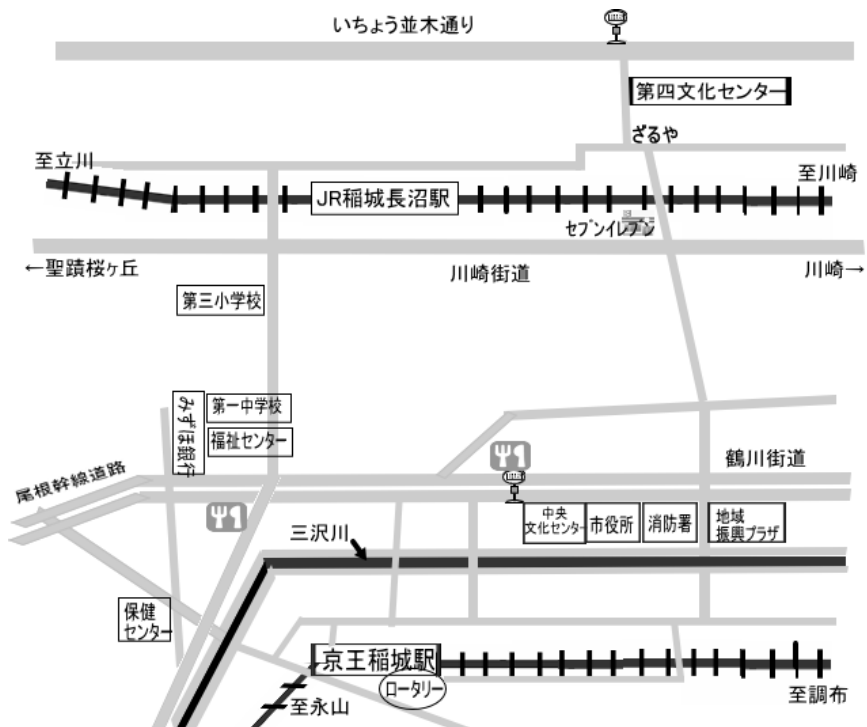 いちょう並木通り
第四文化センター
ざるや
至立川
至川崎
JR稲城長沼駅
セブンイレブン
←聖蹟桜ヶ丘
川崎街道
川崎→
第三小学校
みずほ銀行
第一中学校
福祉センター
鶴川街道
尾根幹線道路
中央
文化センター
市役所
消防署
地域
振興プラザ
三沢川
保健
センター
京王稲城駅
ロータリー
至永山
至調布